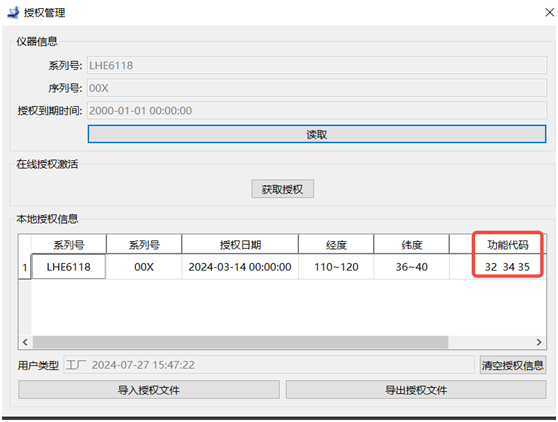 授权管理
仪器信息
系列号: LHE6118
序列号: 00X
授权到期时间: 2000-01-01 00:00:00
读取
在线授权激活
获取授权
本地授权信息
系列号 系列号 授权日期 经度 纬度 功能代码
1 LHE6118 00X 2024-03-14 00:00:00 110~120 36~40 32 34 35
用户类型 工厂 2024-07-27 15:47:22 清空授权信息
导入授权文件 导出授权文件